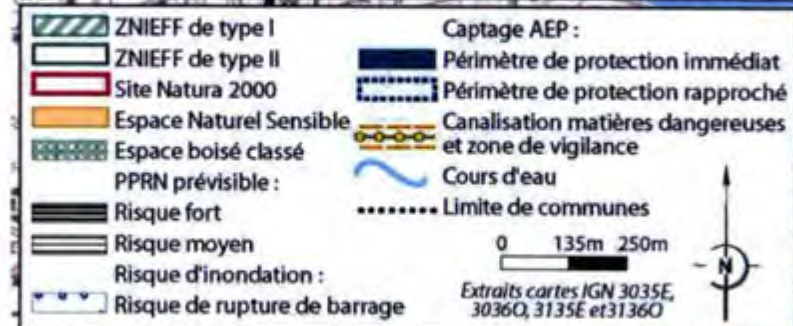 ZNIEFF de type I
ZNIEFF de type II
Site Natura 2000
Espace Naturel Sensible
Espace boisé classé
PPRN prévisible :
Risque fort
Risque moyen
Risque d'inondation :
Risque de rupture de barrage
Captage AEP :
Périmètre de protection immédiat
Périmètre de protection rapproché
Canalisation matières dangereuses
et zone de vigilance
Cours d'eau
Limite de communes
0 135m 250m
Extraits cartes IGN 3035E,
3036O, 3135E et3136O
N